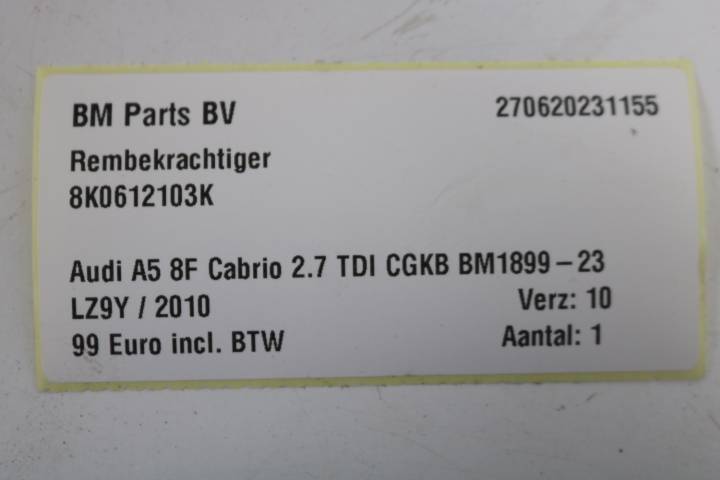 BM Parts BV 270620231155
Rembekrachtiger
8K0612103K
Audi A5 8F Cabrio 2.7 TDI CGKB BM1899-23
LZ9Y / 2010 Verz: 10
99 Euro incl. BTW Aantal: 1